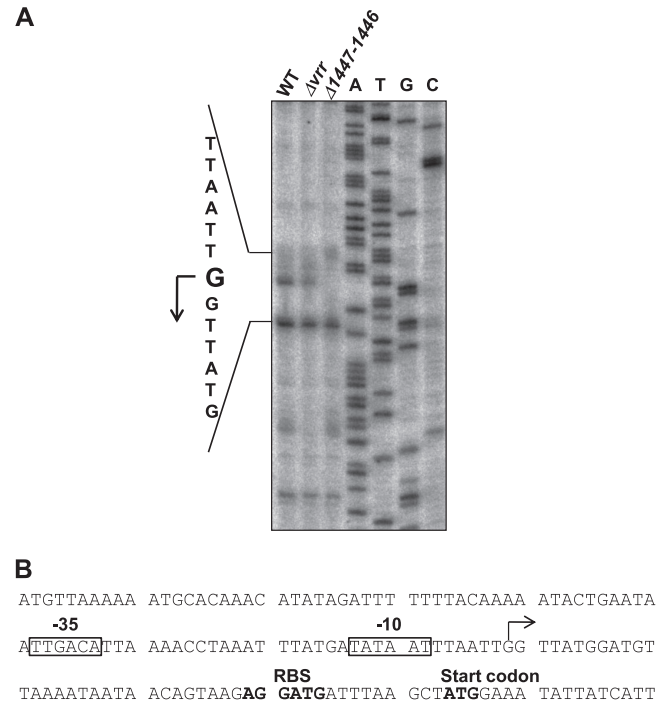 A
WT Δvrr Δ1447-1446 A T G C
T
T
A
A
T
T
G
G
T
T
A
T
G
B
ATGTTAAAAA ATGCACAAAC ATATAGATTT TTTTACAAAA ATACTGAATA
-35 -10
ATTGACATTA AAACCTAAAT TTATGATATA ATTTAATTGG TTATGGATGT
RBS Start codon
TAAAATAATA ACAGTAAGAG GATGATTTAA GCTATGGAAA TATTATCATT